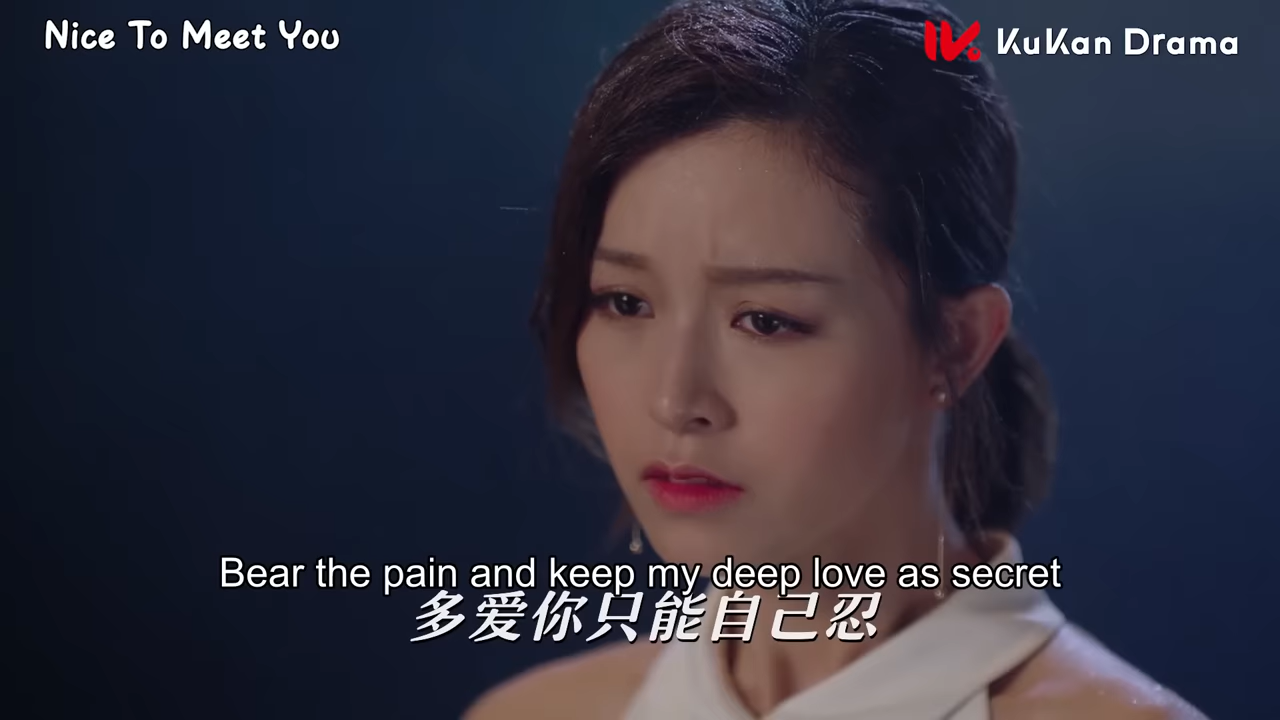 Nice To Meet You
KuKan Drama
Bear the pain and keep my deep love as secret
多爱你只能自己忍